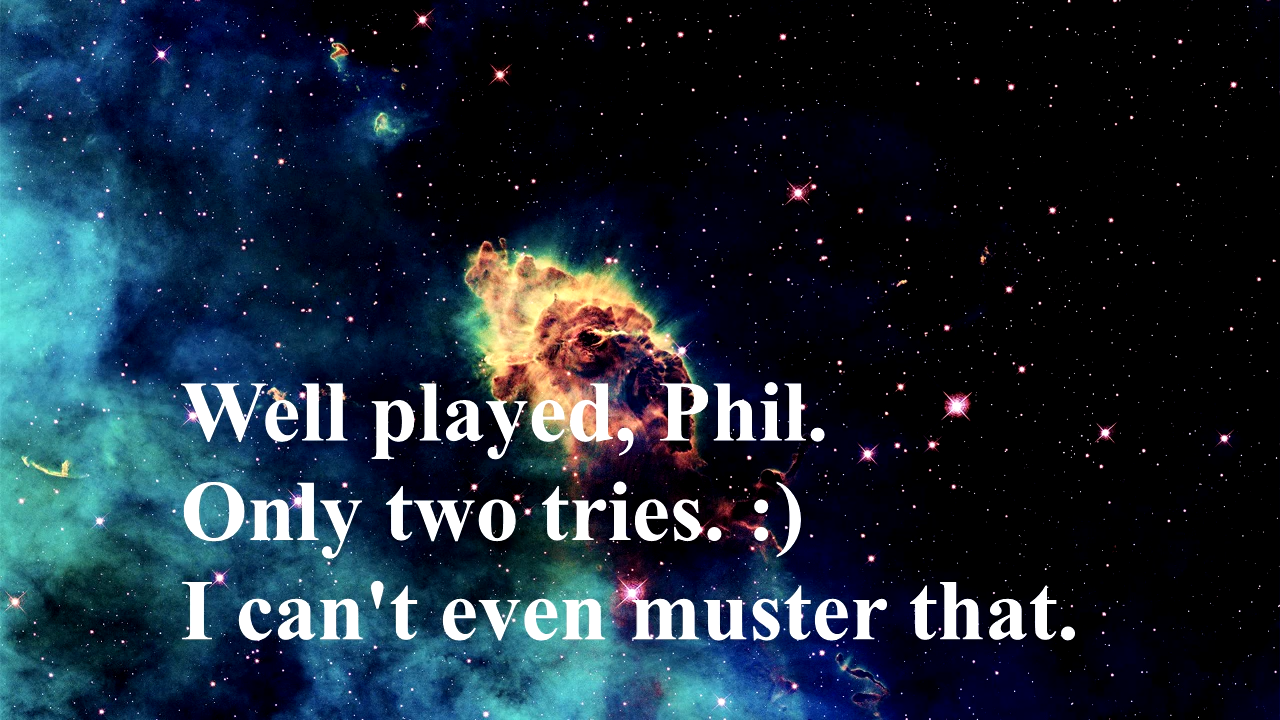 Well played, Phil.
Only two tries. :)
I can't even muster that.